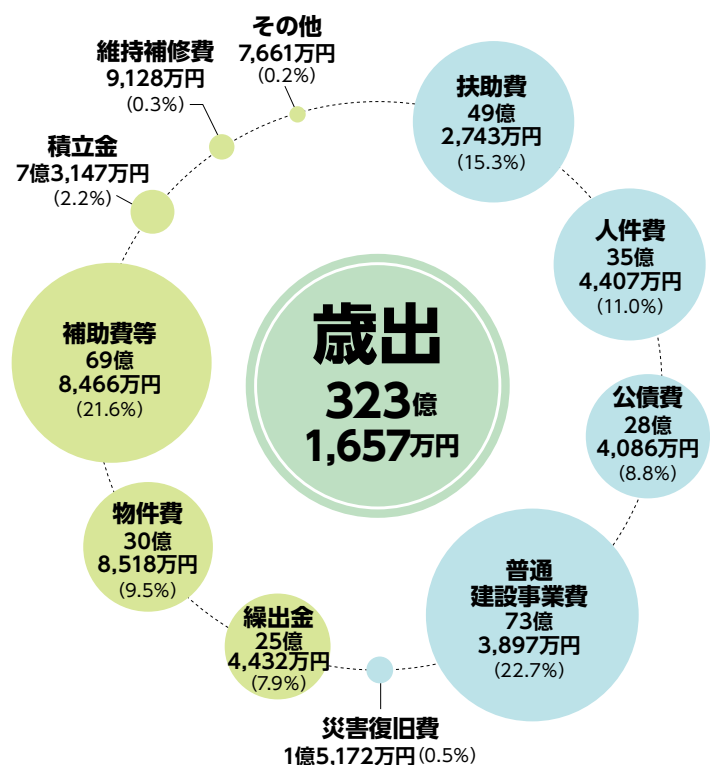 歳出
323億
1,657万円
扶助費
49億
2,743万円
(15.3%)
人件費
35億
4,407万円
(11.0%)
公債費
28億
4,086万円
(8.8%)
普通
建設事業費
73億
3,897万円
(22.7%)
災害復旧費
1億5,172万円(0.5%)
繰出金
25億
4,432万円
(7.9%)
物件費
30億
8,518万円
(9.5%)
補助費等
69億
8,466万円
(21.6%)
積立金
7億3,147万円
(2.2%)
維持補修費
9,128万円
(0.3%)
その他
7,661万円
(0.2%)